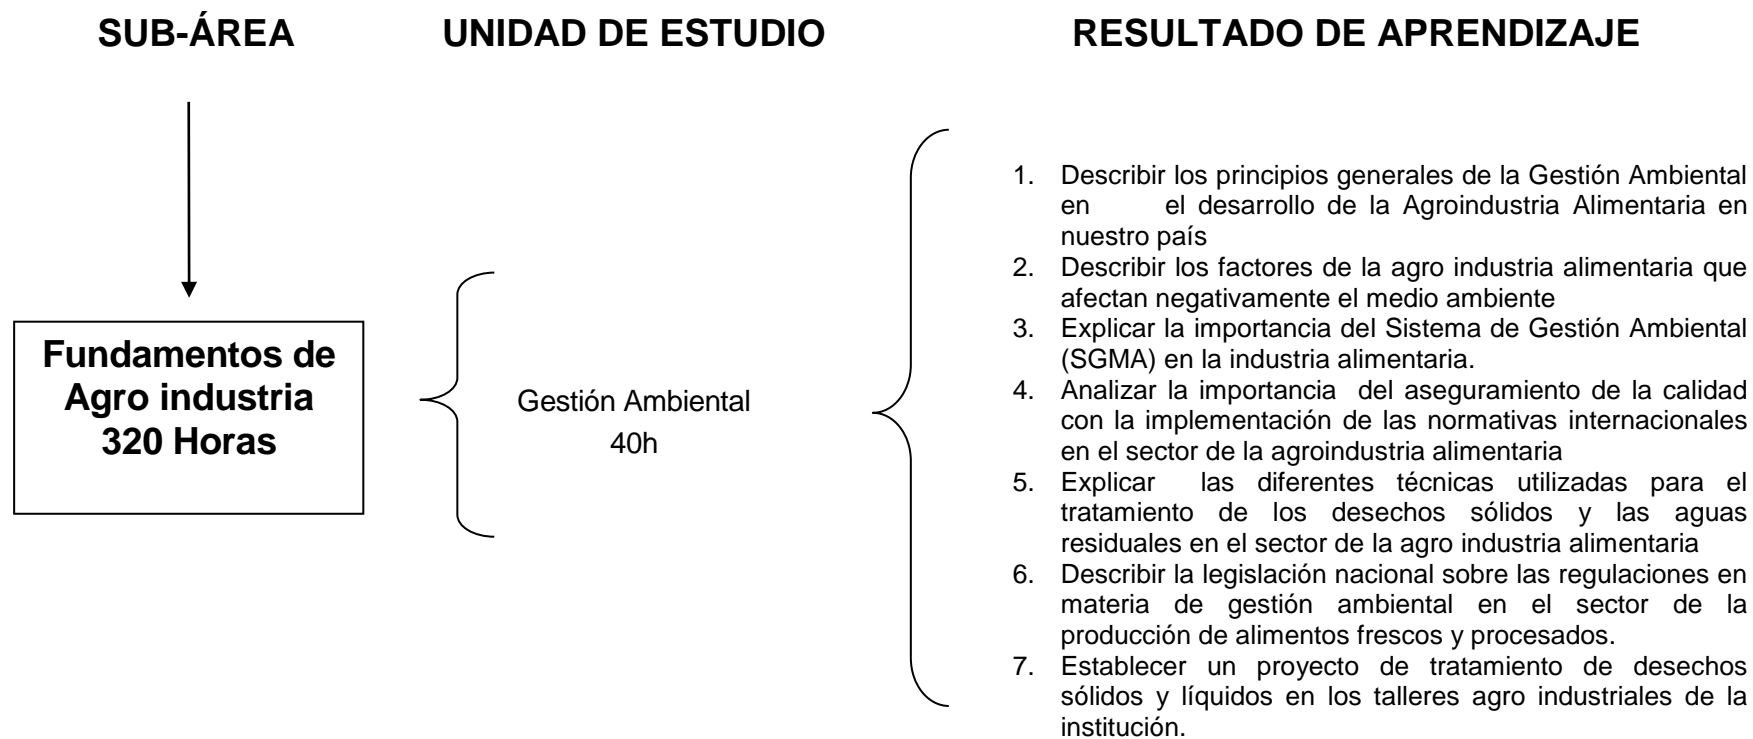 SUB-ÁREA UNIDAD DE ESTUDIO RESULTADO DE APRENDIZAJE
Fundamentos de
Agro industria
320 Horas
Gestión Ambiental
40h
1. Describir los principios generales de la Gestión Ambiental
en el desarrollo de la Agroindustria Alimentaria en
nuestro país
2. Describir los factores de la agro industria alimentaria que
afectan negativamente el medio ambiente
3. Explicar la importancia del Sistema de Gestión Ambiental
(SGMA) en la industria alimentaria.
4. Analizar la importancia del aseguramiento de la calidad
con la implementación de las normativas internacionales
en el sector de la agroindustria alimentaria
5. Explicar las diferentes técnicas utilizadas para el
tratamiento de los desechos sólidos y las aguas
residuales en el sector de la agro industria alimentaria
6. Describir la legislación nacional sobre las regulaciones en
materia de gestión ambiental en el sector de la
producción de alimentos frescos y procesados.
7. Establecer un proyecto de tratamiento de desechos
sólidos y líquidos en los talleres agro industriales de la
institución.